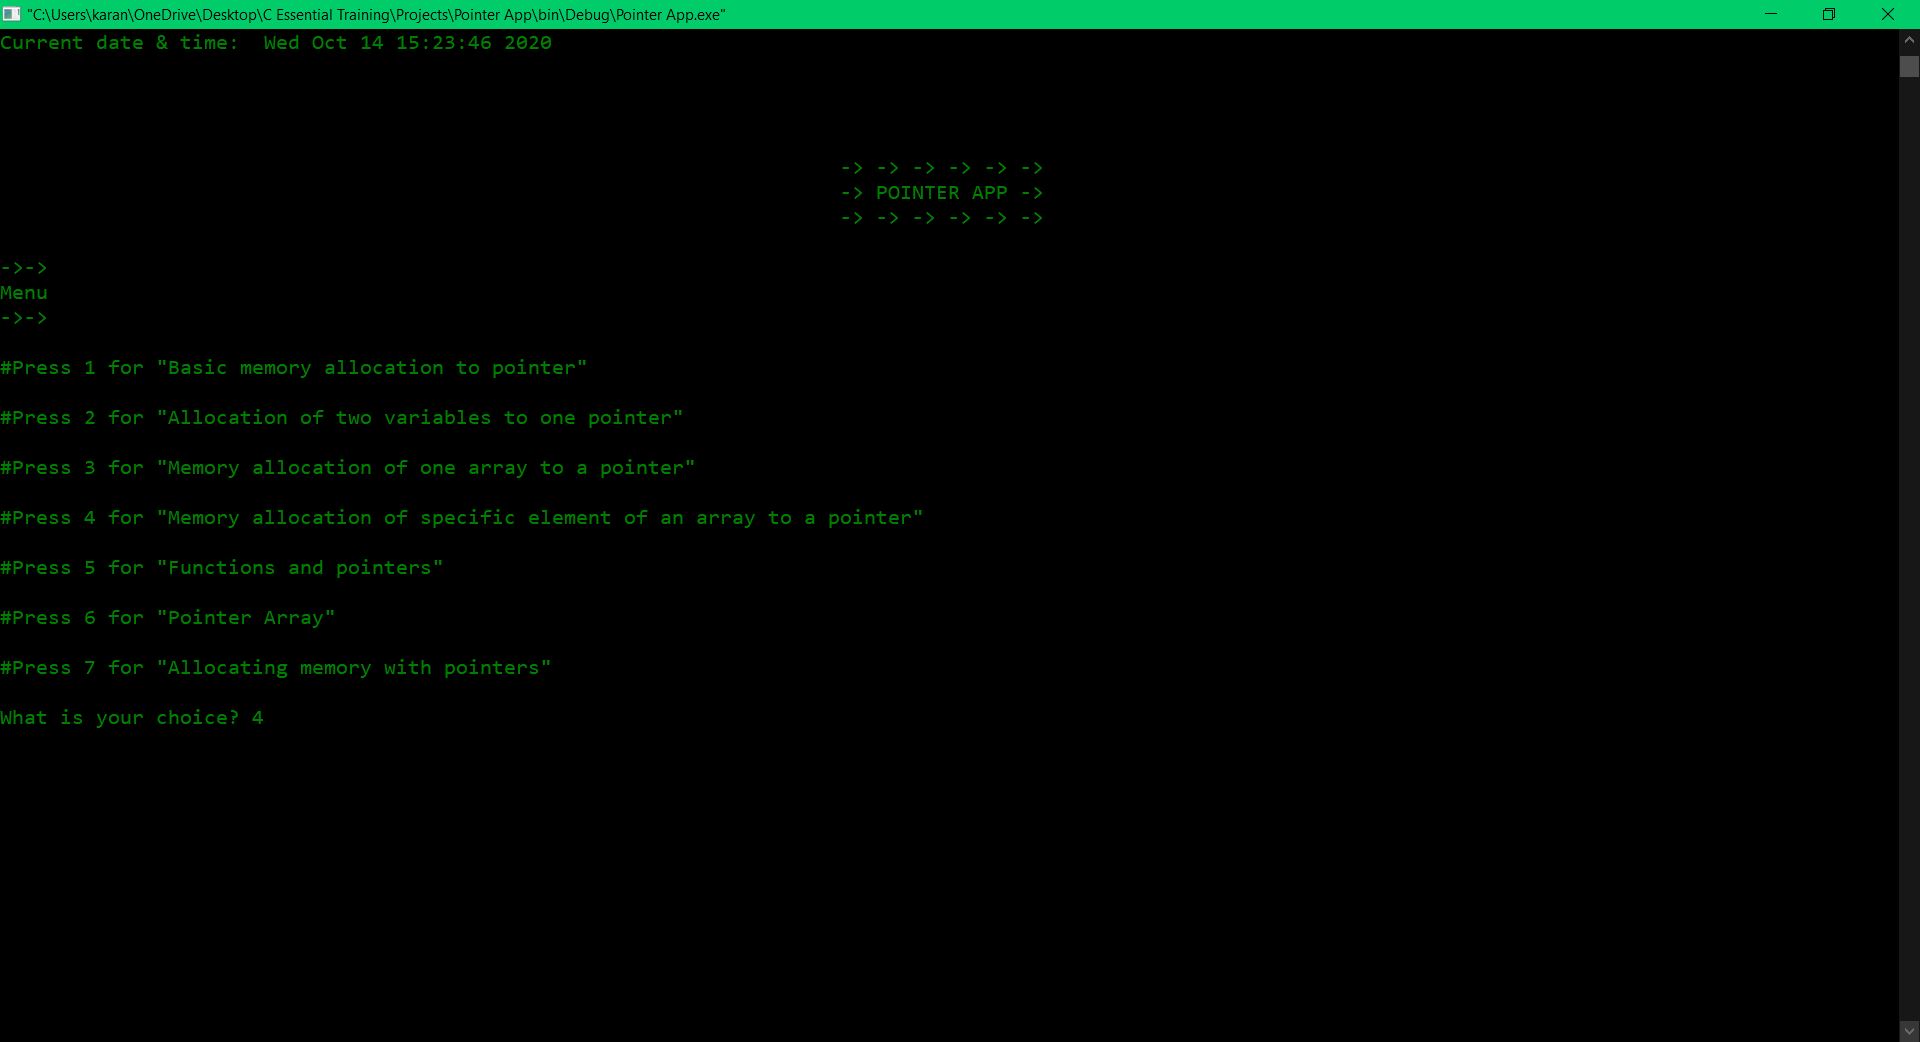 "C:\Users\karan\OneDrive\Desktop\C Essential Training\Projects\Pointer App\bin\Debug\Pointer App.exe"
Current date & time:  Wed Oct 14 15:23:46 2020
-> -> -> -> -> ->
-> POINTER APP ->
-> -> -> -> -> ->
->->
Menu
->->
#Press 1 for "Basic memory allocation to pointer"
#Press 2 for "Allocation of two variables to one pointer"
#Press 3 for "Memory allocation of one array to a pointer"
#Press 4 for "Memory allocation of specific element of an array to a pointer"
#Press 5 for "Functions and pointers"
#Press 6 for "Pointer Array"
#Press 7 for "Allocating memory with pointers"
What is your choice? 4